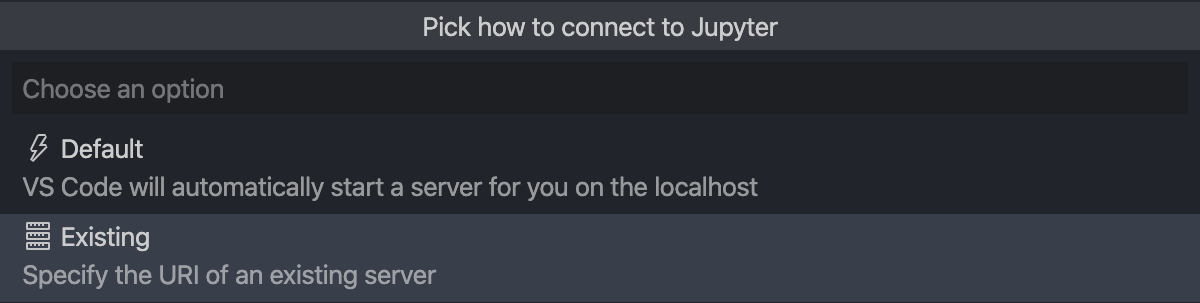 Pick how to connect to Jupyter
Choose an option
Default
VS Code will automatically start a server for you on the localhost
Existing
Specify the URI of an existing server